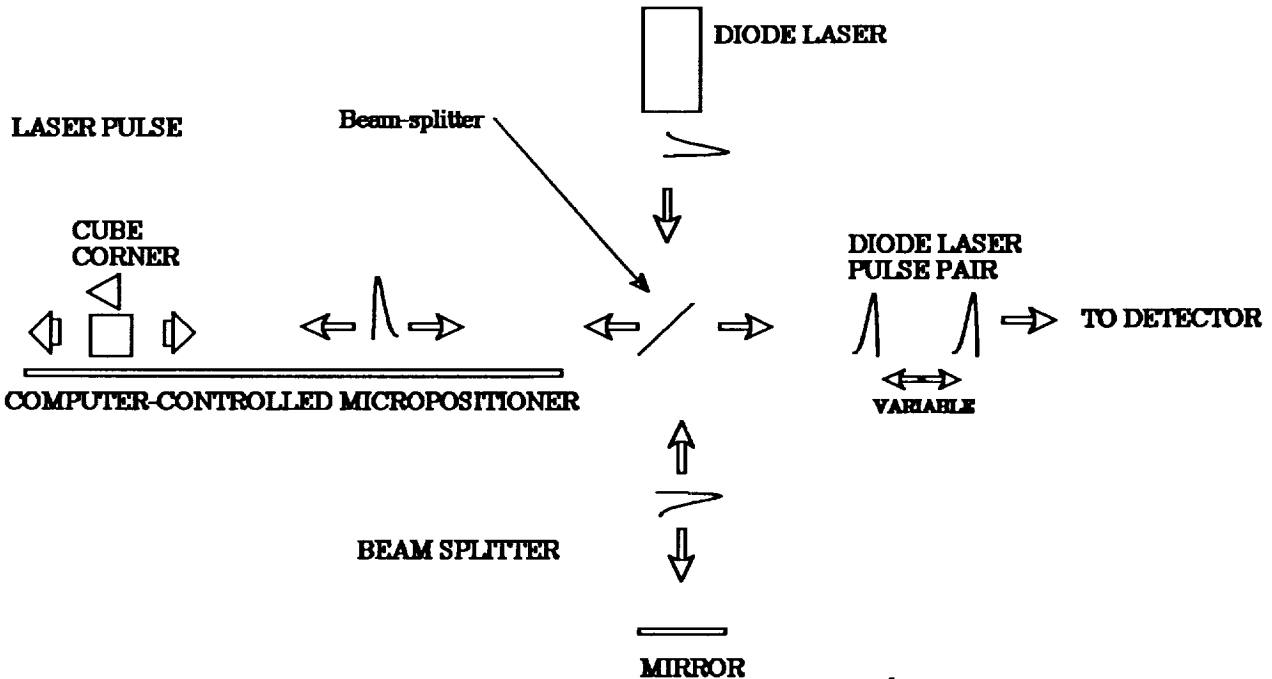 DIODE LASER
LASER PULSE
Beam-splitter
CUBE
CORNER
DIODE LASER
PULSE PAIR
TO DETECTOR
COMPUTER-CONTROLLED MICROPOSITIONER
VARIABLE
BEAM SPLITTER
MIRROR